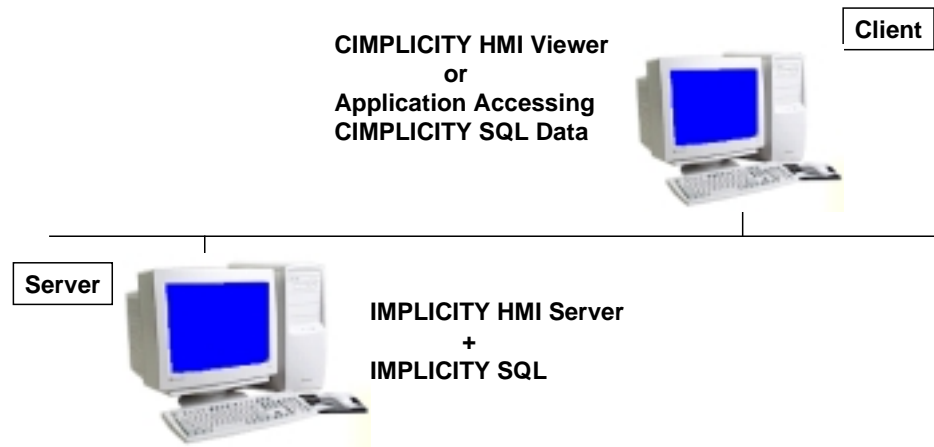 Client
CIMPLICITY HMI Viewer
or
Application Accessing
CIMPLICITY SQL Data
Server
IMPLICITY HMI Server
+
IMPLICITY SQL